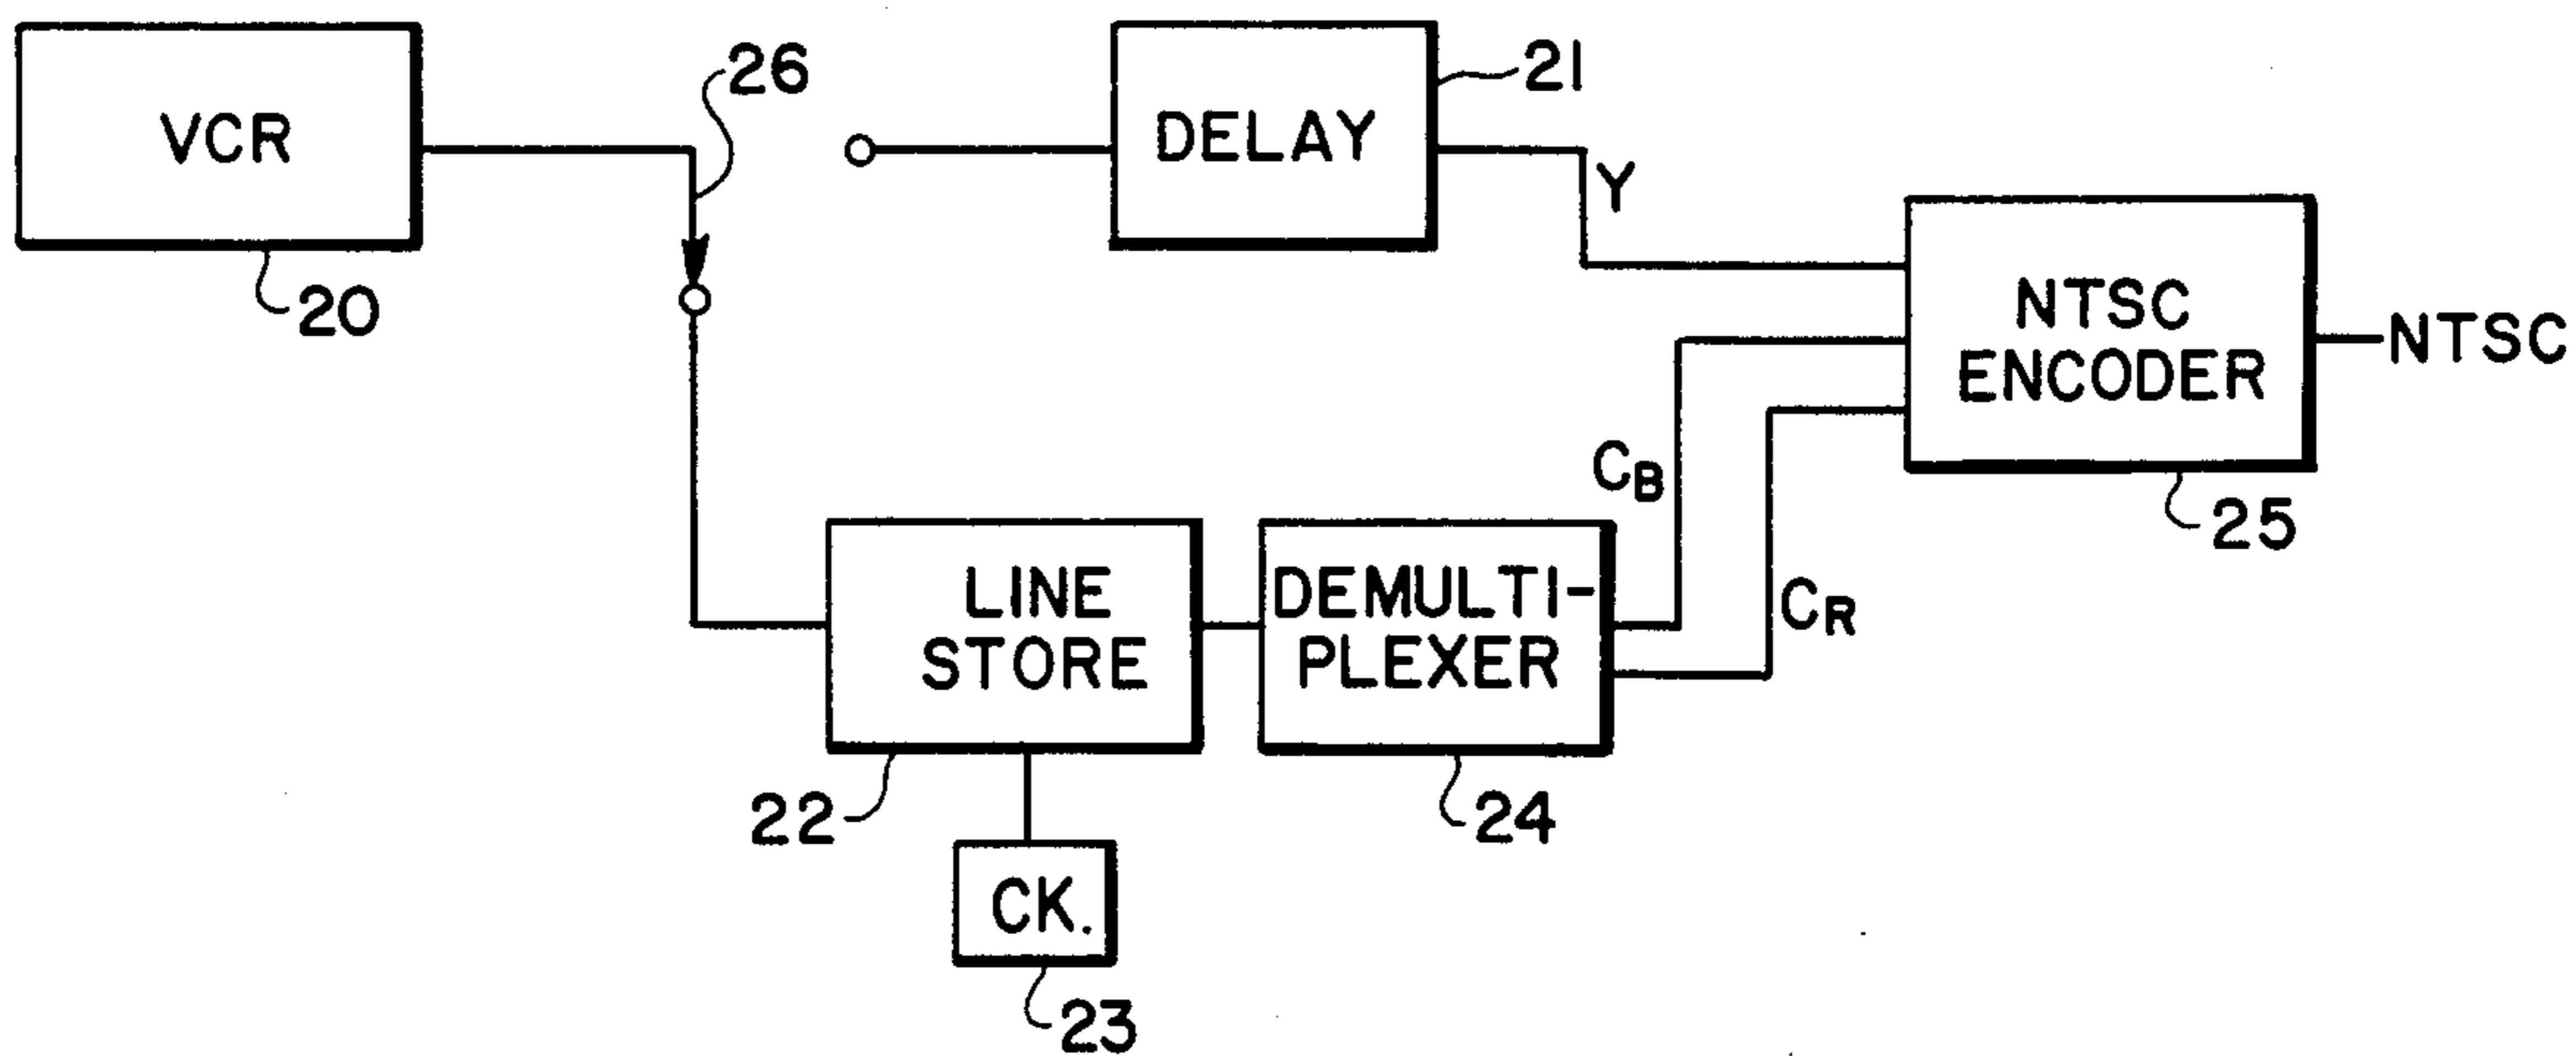 VCR
20
26
DELAY
21
Y
NTSC
ENCODER
25
NTSC
CB
CR
LINE
STORE
22
DEMULTI-
PLEXER
24
CK.
23